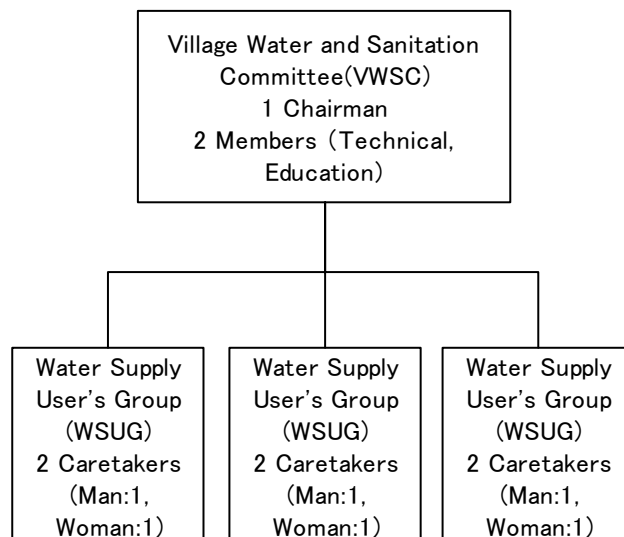 Village Water and Sanitation
Committee(VWSC)
1 Chairman
2 Members (Technical,
Education)
Water Supply
User's Group
(WSUG)
2 Caretakers
(Man:1,
Woman:1)
Water Supply
User's Group
(WSUG)
2 Caretakers
(Man:1,
Woman:1)
Water Supply
User's Group
(WSUG)
2 Caretakers
(Man:1,
Woman:1)